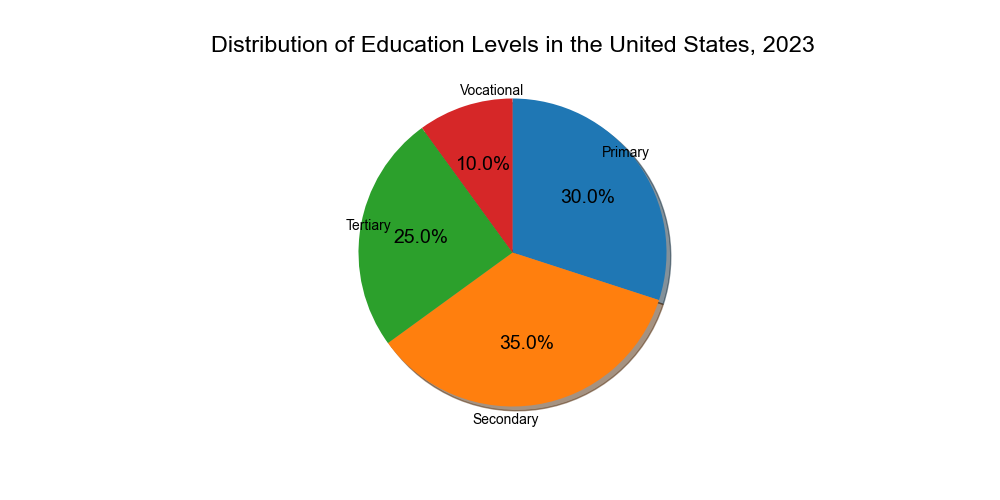 Distribution of Education Levels in the United States, 2023
Vocational
Primary
10.0%
30.0%
Tertiary
25.0%
35.0%
Secondary